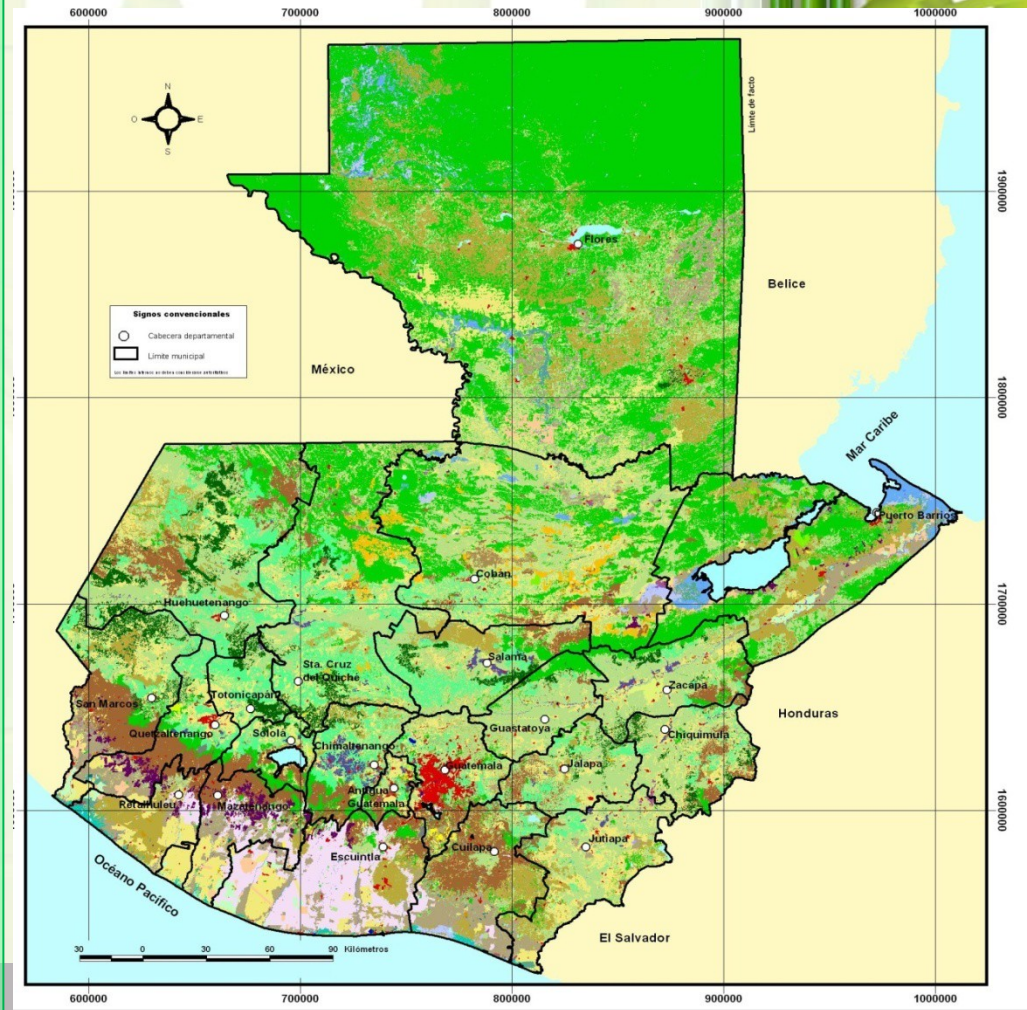 600000 700000 800000 900000 1000000
N
O E
S
Límite de facto
1900000
Flores
Belice
Signos convencionales
Cabecera departamental
Límite municipal
México
1800000
Mar Caribe
Puerto Barrios
Cobán
Huehuetenango
1700000
Salamá
Sta. Cruz
del Quiché
Zacapa
San Marcos
Totonicapán
Honduras
Quetzaltenango
Sololá
Guastatoya
Chiquimula
Chimaltenango
Guatemala
Jalapa
Antigua
Guatemala
Retalhuleu
Mazatenango
1600000
Cuilapa
Jutiapa
Escuintla
Océano Pacífico
El Salvador
30 0 30 60 90 Kilómetros
600000 700000 800000 900000 1000000